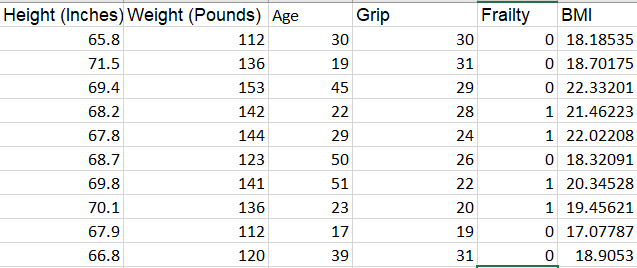 Height (Inches) Weight (Pounds) Age Grip Frailty BMI
65.8 112 30 30 0 18.18535
71.5 136 19 31 0 18.70175
69.4 153 45 29 0 22.33201
68.2 142 22 28 1 21.46223
67.8 144 29 24 1 22.02208
68.7 123 50 26 0 18.32091
69.8 141 51 22 1 20.34528
70.1 136 23 20 1 19.45621
67.9 112 17 19 0 17.07787
66.8 120 39 31 0 18.9053